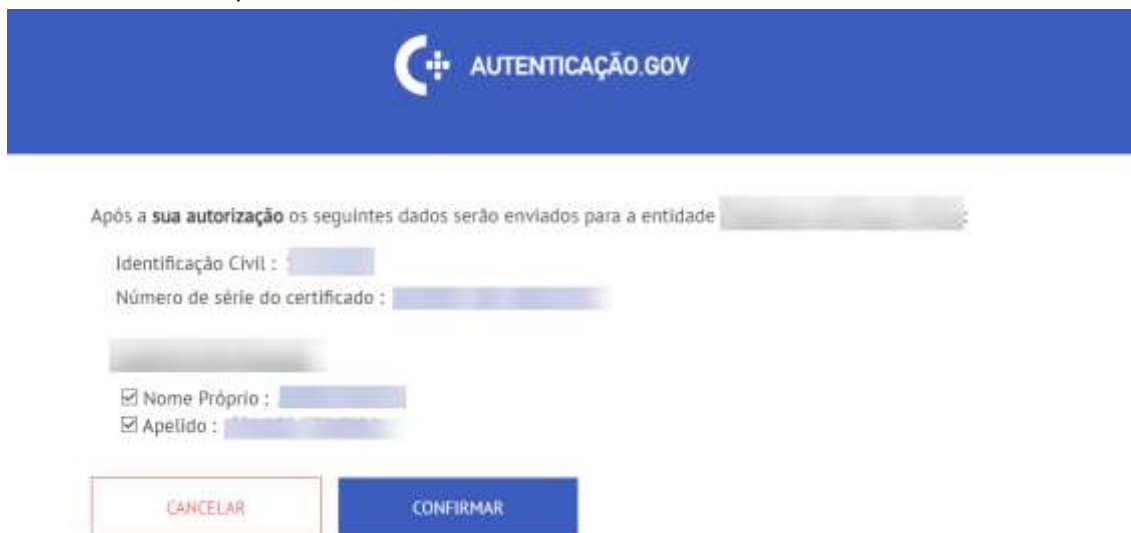 AUTENTICAÇÃO.GOV
Após a sua autorização os seguintes dados serão enviados para a entidade :
Identificação Civil :
Número de série do certificado :
Nome Próprio :
Apelido :
CANCELAR
CONFIRMAR